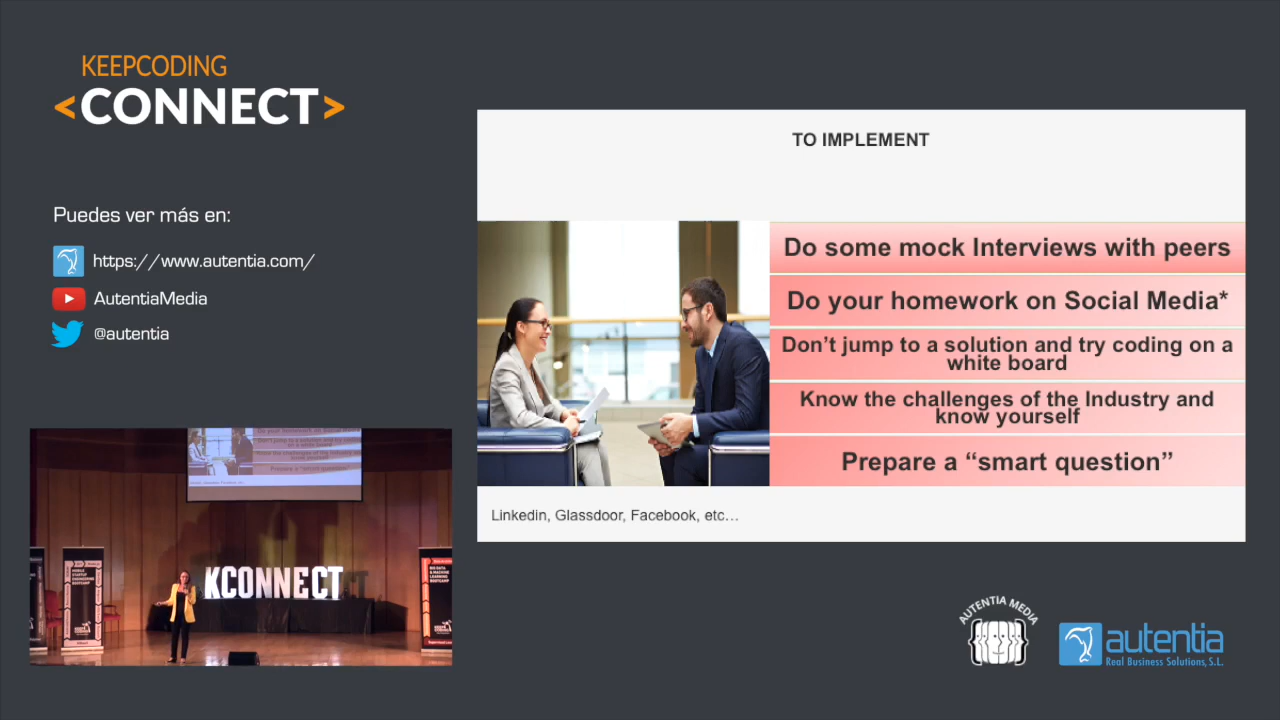 KEEPCODING
<CONNECT>
Puedes ver más en:
https://www.autentia.com/
AutentiaMedia
@autentia
TO IMPLEMENT
Do some mock Interviews with peers
Do your homework on Social Media*
Don't jump to a solution and try coding on a
white board
Know the challenges of the Industry and
know yourself
Prepare a “smart question”
Linkedin, Glassdoor, Facebook, etc...
KCONNECT
AUTENTIA MEDIA
autentia
Real Business Solutions, S.L.